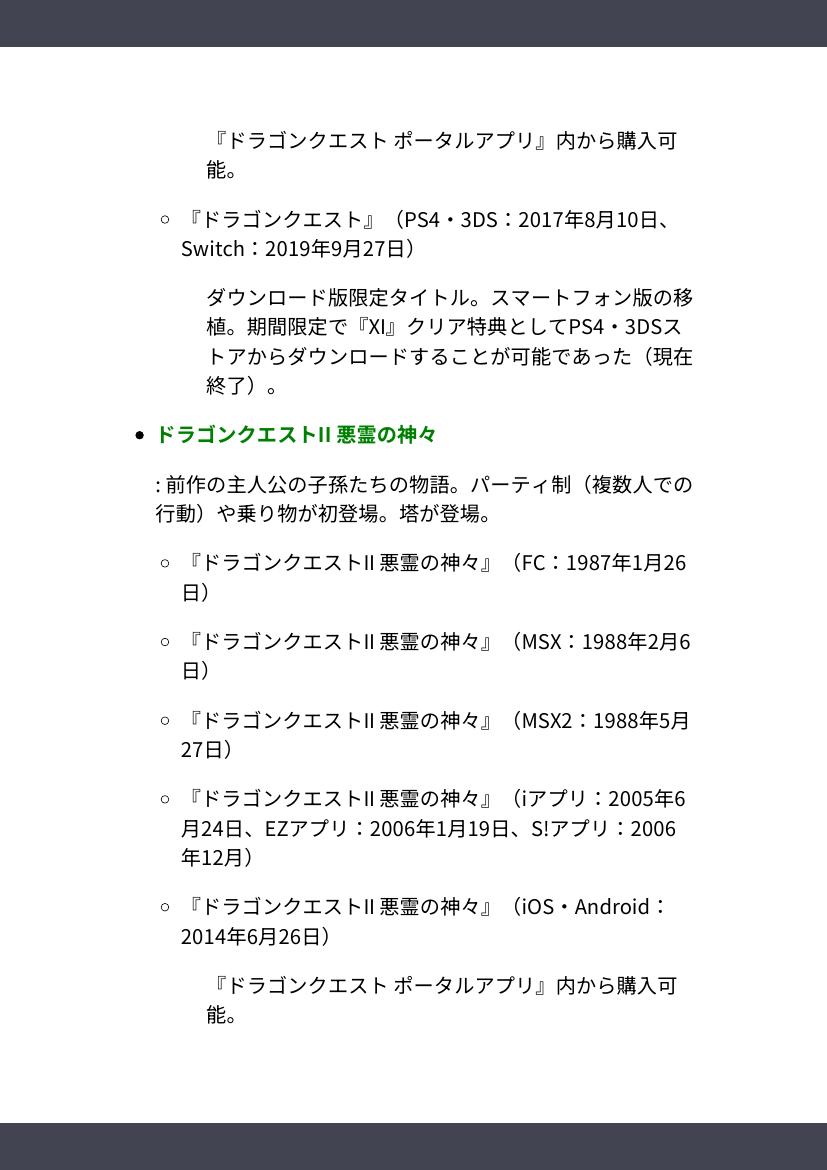 『ドラゴンクエスト ポータルアプリ』内から購入可
能。
『ドラゴンクエスト』（PS4・3DS：2017年8月10日、
Switch：2019年9月27日）
ダウンロード版限定タイトル。スマートフォン版の移
植。期間限定で『XI』クリア特典としてPS4・3DSス
トアからダウンロードすることが可能であった（現在
終了）。
ドラゴンクエストII 悪霊の神々
: 前作の主人公の子孫たちの物語。パーティ制（複数人での
行動）や乗り物が初登場。塔が登場。
『ドラゴンクエストII 悪霊の神々』（FC：1987年1月26
日）
『ドラゴンクエストII 悪霊の神々』（MSX：1988年2月6
日）
『ドラゴンクエストII 悪霊の神々』（MSX2：1988年5月
27日）
『ドラゴンクエストII 悪霊の神々』（iアプリ：2005年6
月24日、EZアプリ：2006年1月19日、S!アプリ：2006
年12月）
『ドラゴンクエストII 悪霊の神々』（iOS・Android：
2014年6月26日）
『ドラゴンクエスト ポータルアプリ』内から購入可
能。